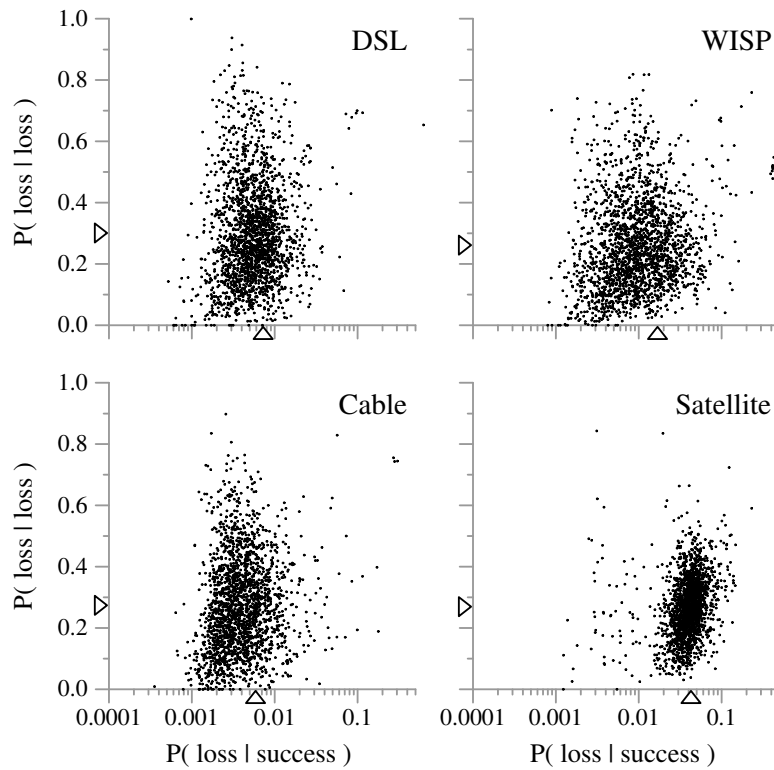 1.0
0.8
0.6
0.4
0.2
0.0
P( loss | loss )
DSL
WISP
1.0
0.8
0.6
0.4
0.2
0.0
P( loss | loss )
Cable
Satellite
0.0001 0.001 0.01 0.1
0.0001 0.001 0.01 0.1
P( loss | success )
P( loss | success )